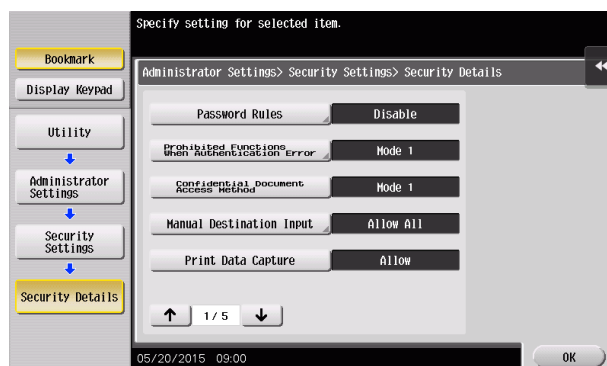 Specify setting for selected item.
Bookmark
Display Keypad
Utility
Administrator
Settings
Security
Settings
Security Details
Administrator Settings> Security Settings> Security Details
Password Rules
Disable
Prohibited Functions
When Authentication Error
Mode 1
Confidential Document
Access Method
Mode 1
Manual Destination Input
Allow All
Print Data Capture
Allow
1/ 5
05/20/2015 09:00
OK